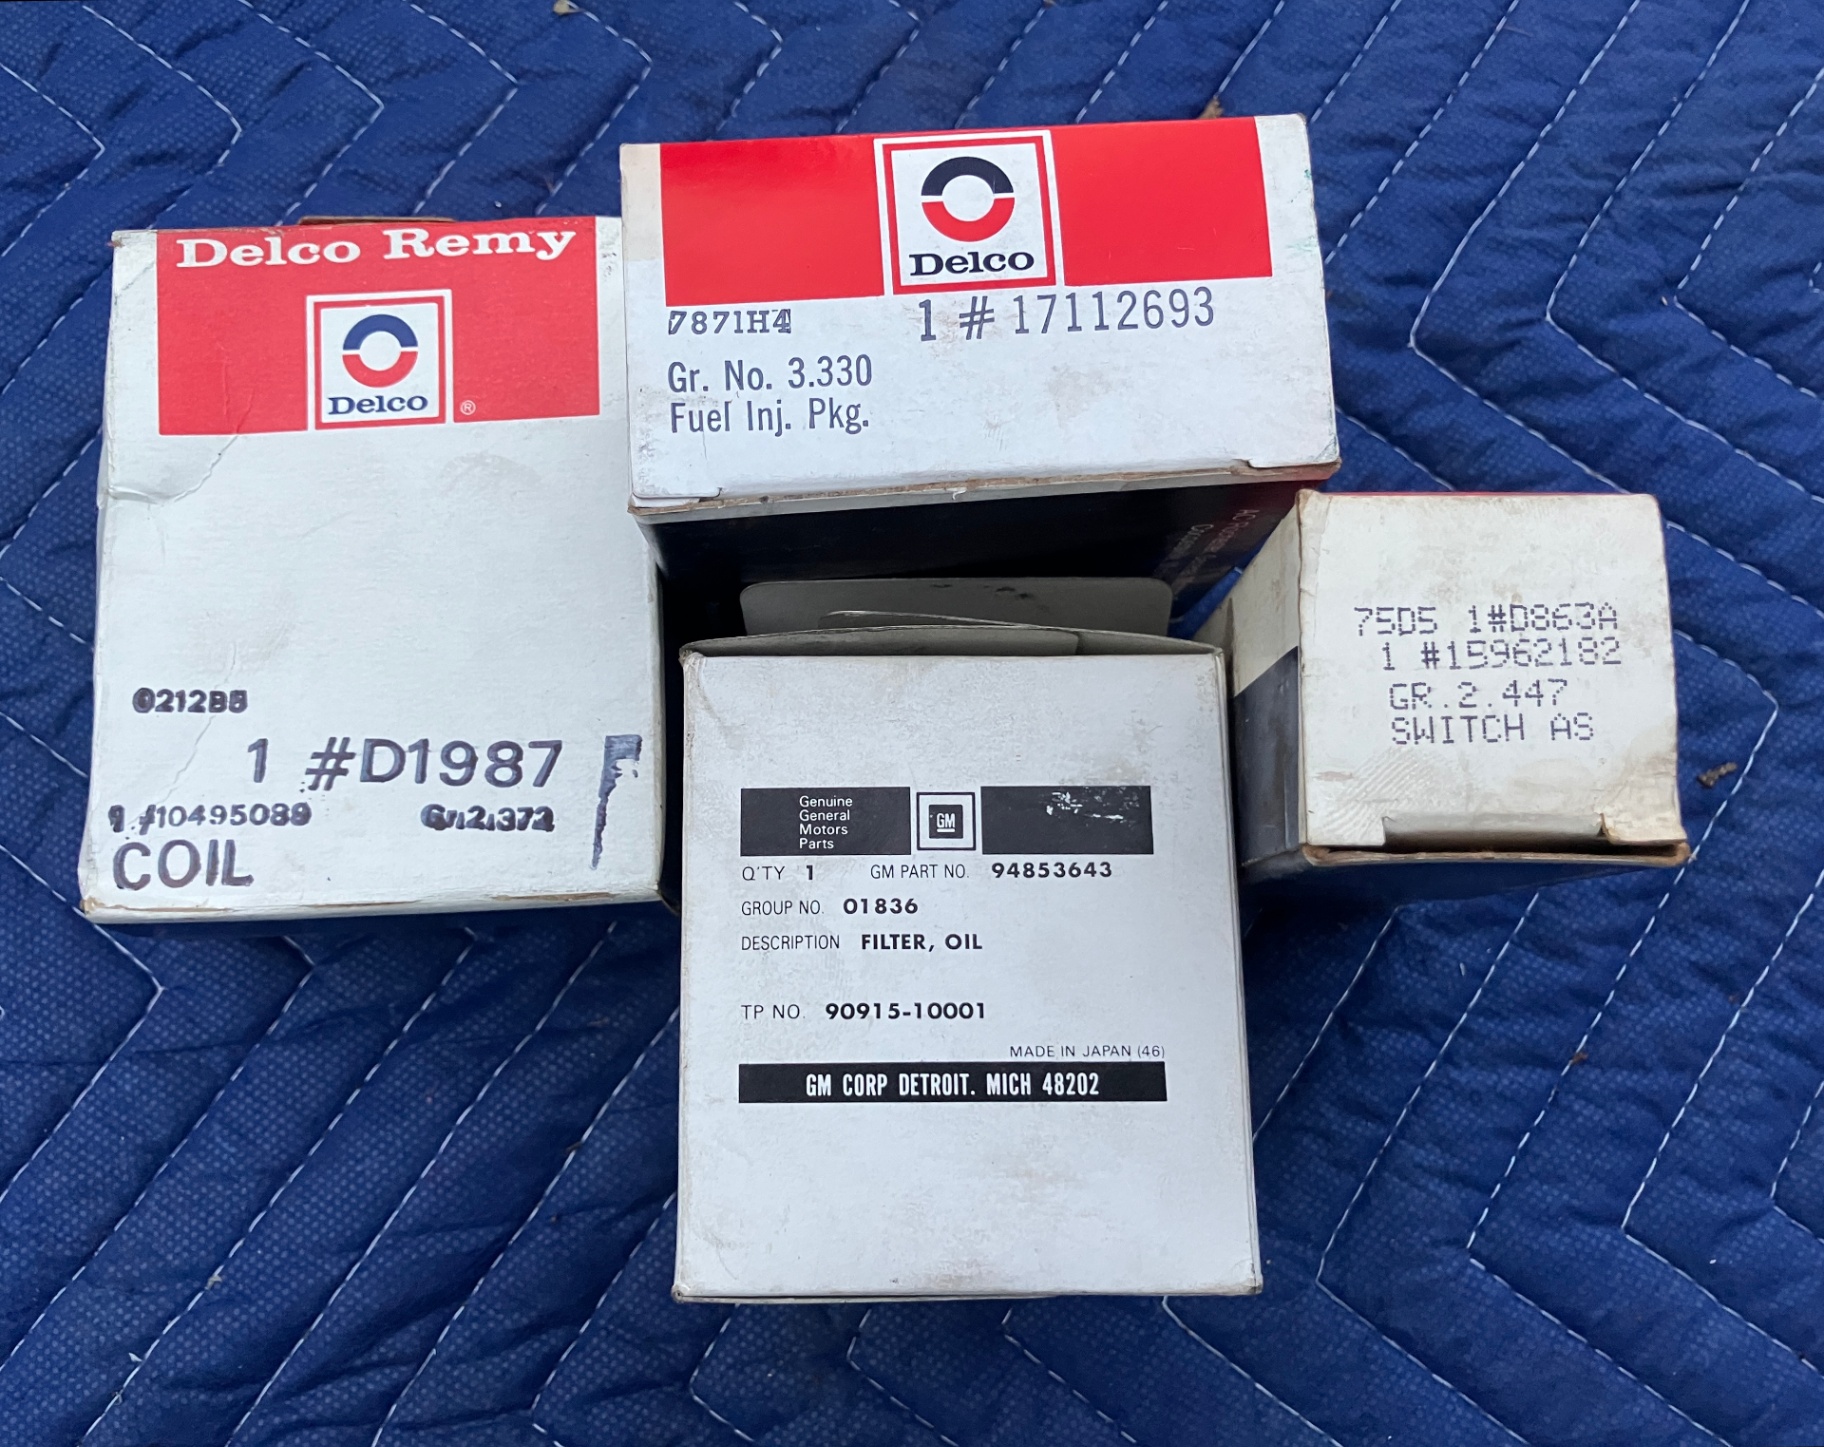 Delco Remy
Delco
®
1 #D1987
1 #10495089
Gr.2.372
COIL
Delco
7871H4
1 # 17112693
Gr. No. 3.330
Fuel Inj. Pkg.
75D5 1#D863A
1 #15962182
GR.2.447
SWITCH AS
Genuine
General
Motors
Parts
GM
Q'TY 1 GM PART NO. 94853643
GROUP NO. 01836
DESCRIPTION FILTER, OIL
TP NO. 90915-10001
MADE IN JAPAN (46)
GM CORP DETROIT. MICH 48202